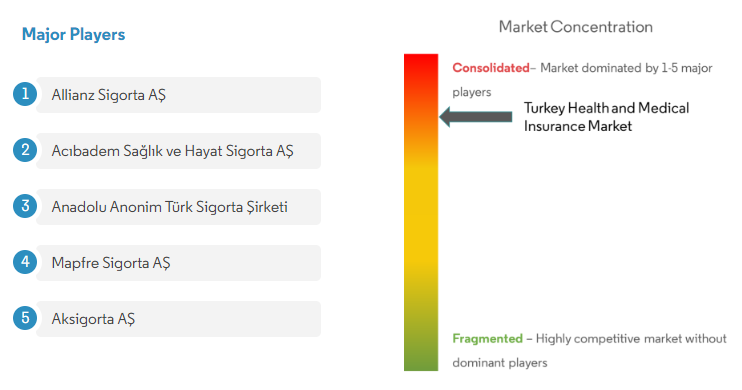 Major Players
1
Allianz Sigorta AŞ
2
Acıbadem Sağlık ve Hayat Sigorta AŞ
3
Anadolu Anonim Türk Sigorta Şirketi
4
Mapfre Sigorta AŞ
5
Aksigorta AŞ
Market Concentration
Consolidated– Market dominated by 1-5 major
players
Turkey Health and Medical
Insurance Market
Fragmented – Highly competitive market without
dominant players